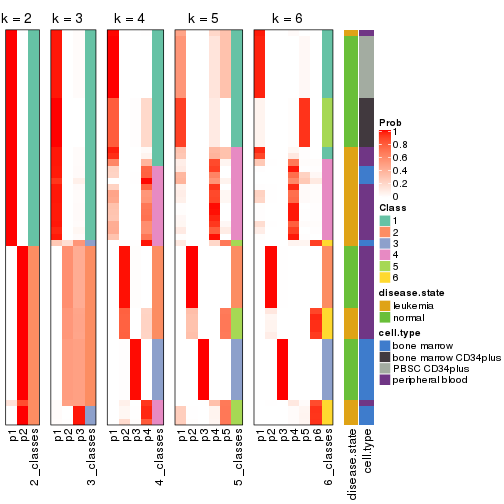 k = 2 k = 3 k = 4 k = 5 k = 6
Prob
1
0.8
0.6
0.4
0.2
0
Class
1
2
3
4
5
6
disease.state
leukemia
normal
cell.type
bone marrow
bone marrow CD34plus
PBSC CD34plus
peripheral blood
p1 p2 2_classes p1 p2 p3 3_classes p1 p2 p3 p4 4_classes p1 p2 p3 p4 p5 5_classes p1 p2 p3 p4 p5 p6 6_classes disease.state cell.type